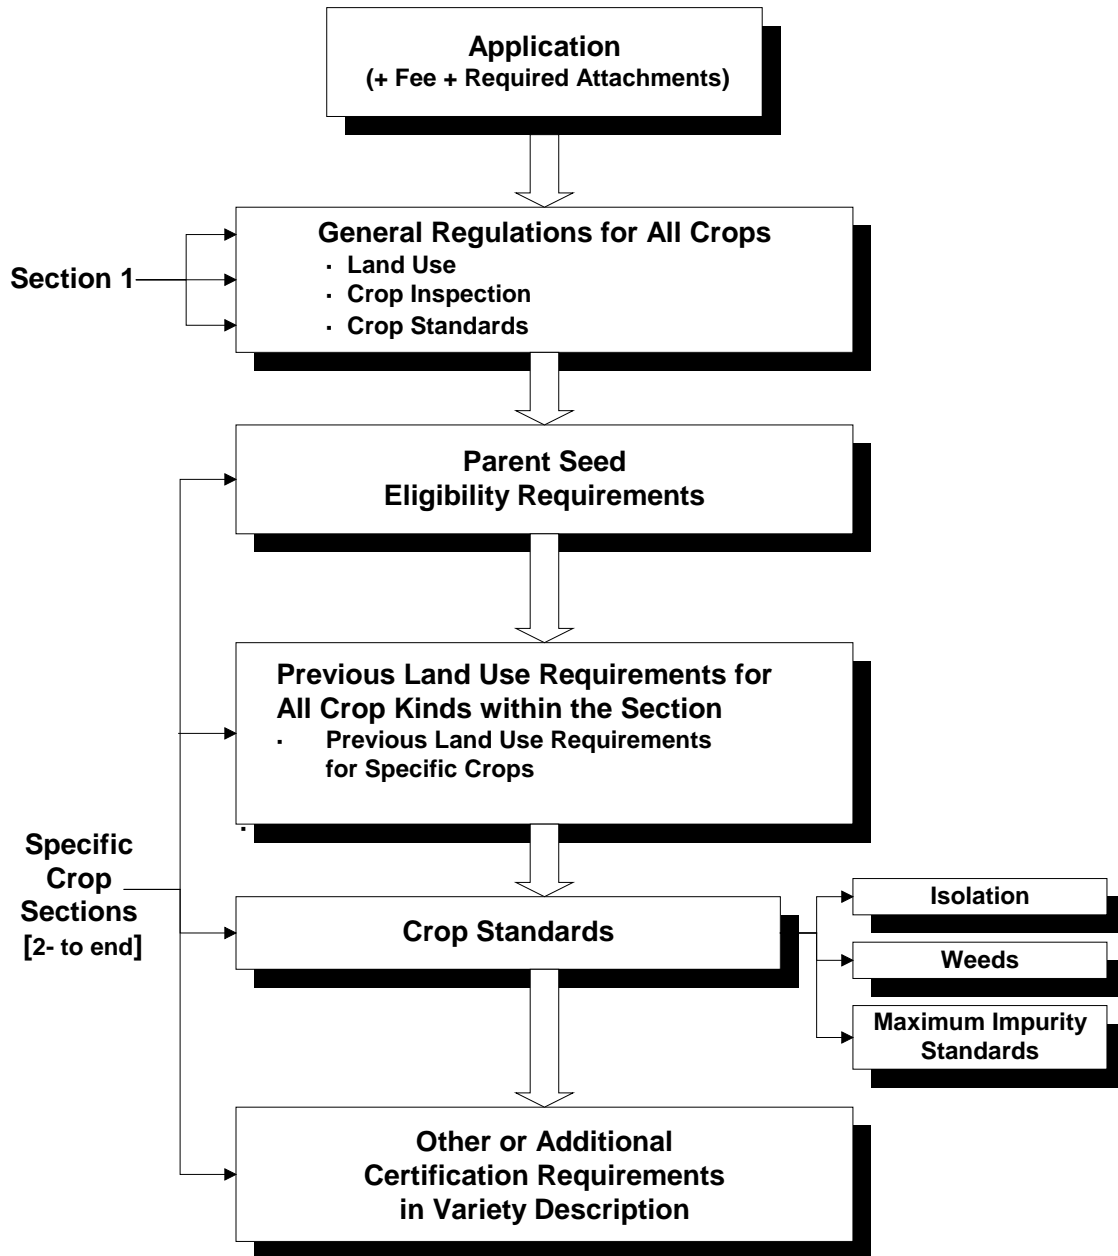 Application
(+ Fee + Required Attachments)
General Regulations for All Crops
· Land Use
· Crop Inspection
· Crop Standards
Section 1
Parent Seed
Eligibility Requirements
Previous Land Use Requirements for
All Crop Kinds within the Section
· Previous Land Use Requirements
for Specific Crops
.
Specific
Crop
Sections
[2- to end]
Crop Standards
Isolation
Weeds
Maximum Impurity
Standards
Other or Additional
Certification Requirements
in Variety Description